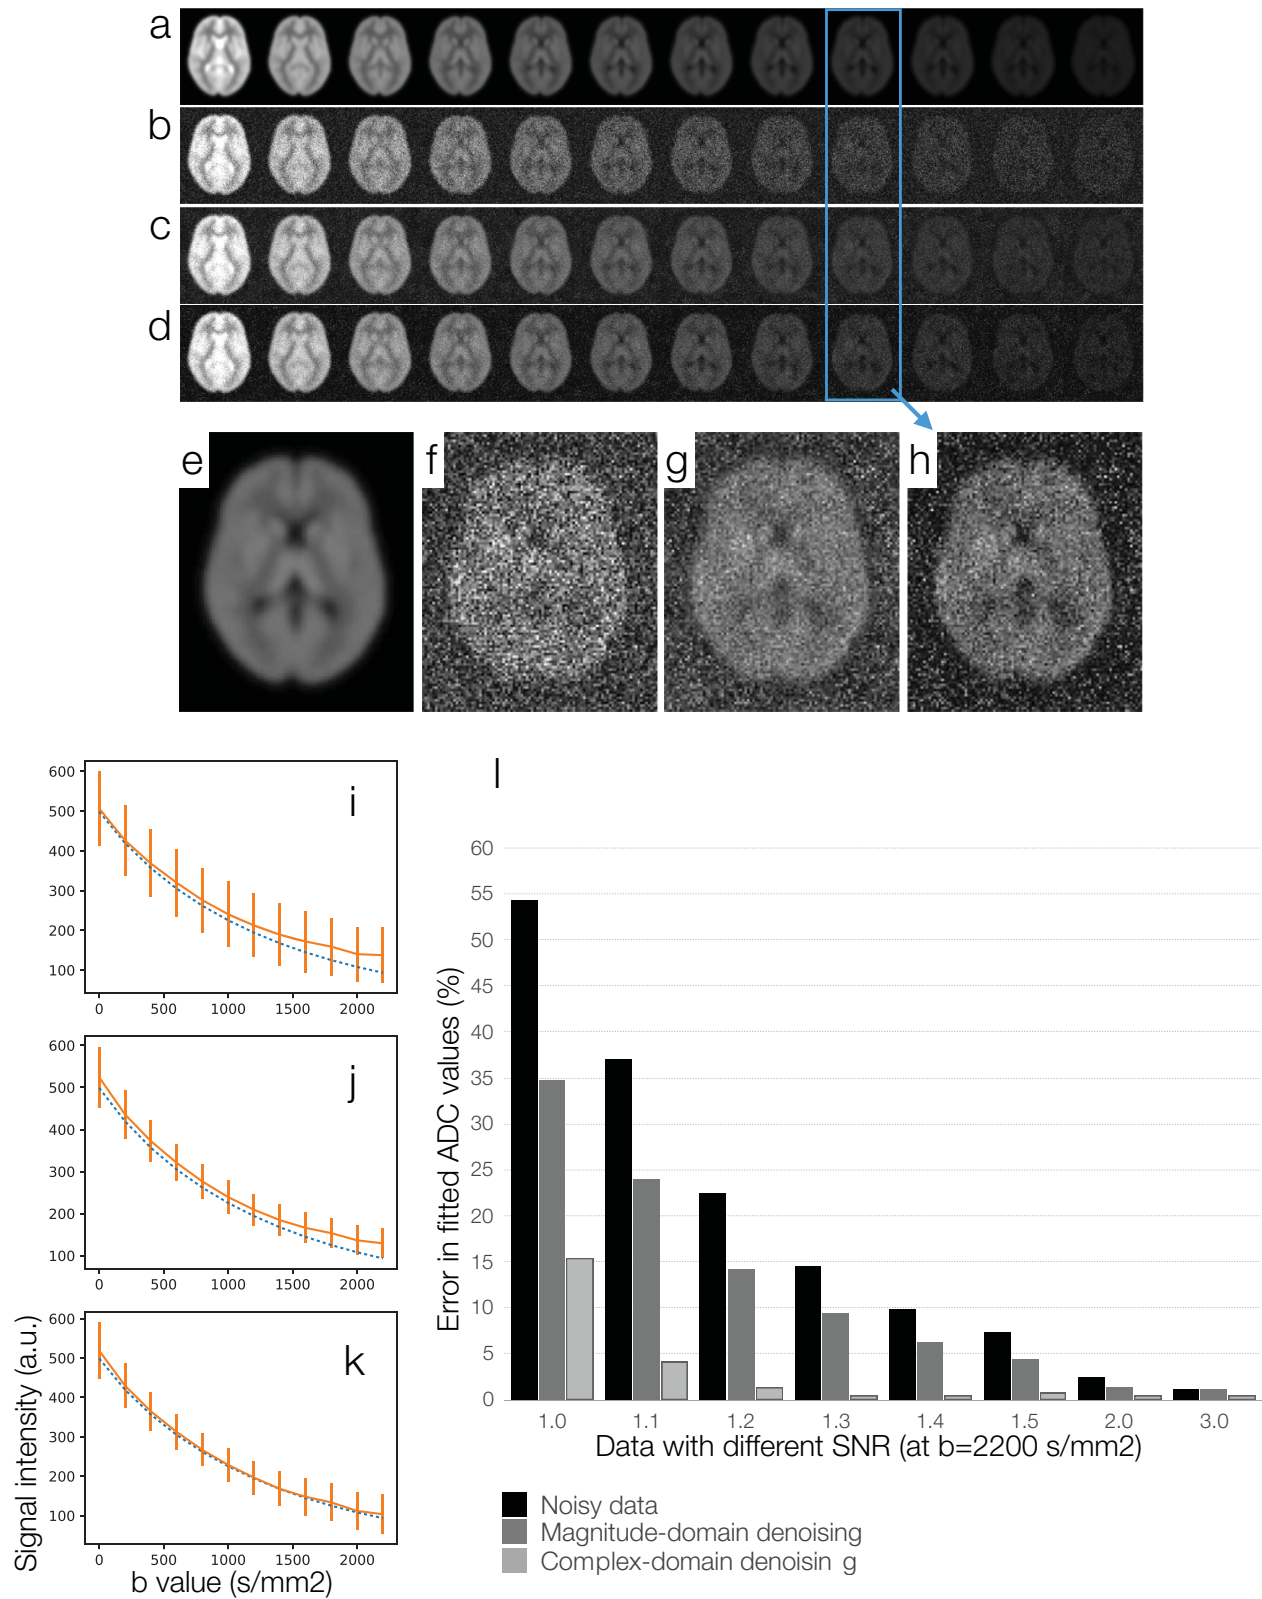 a
b
c
d
e f g h
i
600
500
400
300
200
100
0 500 1000 1500 2000
j
600
500
400
300
200
100
0 500 1000 1500 2000
k
600
500
400
300
200
100
0 500 1000 1500 2000
Signal intensity (a.u.)
b value (s/mm2)
l
60
55
50
45
40
35
30
25
20
15
10
5
0
Error in fitted ADC values (%)
1.0 1.1 1.2 1.3 1.4 1.5 2.0 3.0
Data with different SNR (at b=2200 s/mm2)
Noisy data
Magnitude-domain denoising
Complex-domain denoisin g